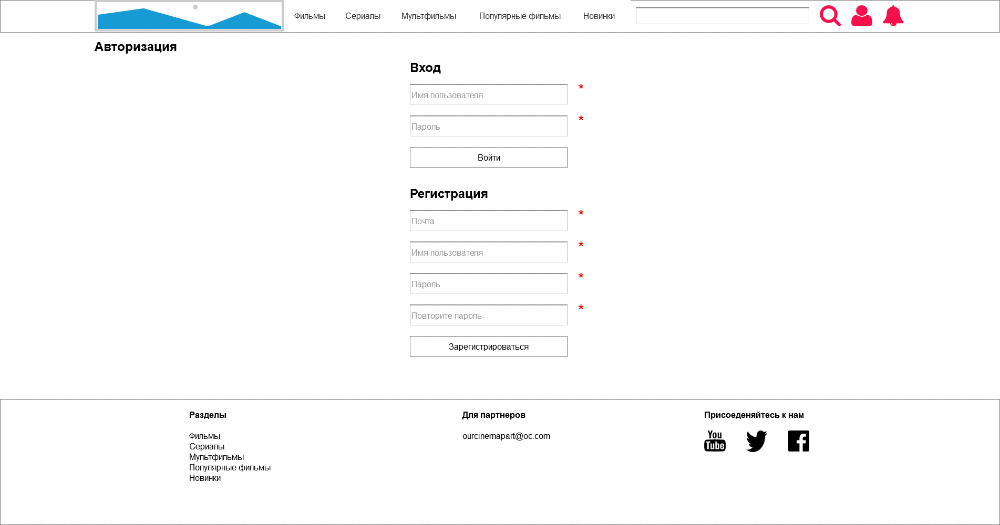 Фильмы Сериалы Мультфильмы Популярные фильмы Новинки
Авторизация
Вход
Имя пользователя *
Пароль *
Войти
Регистрация
Почта *
Имя пользователя *
Пароль *
Повторите пароль *
Зарегистрироваться
Разделы
Фильмы
Сериалы
Мультфильмы
Популярные фильмы
Новинки
Для партнеров
ourcinemapart@oc.com
Присоеденяйтесь к нам
You
Tube